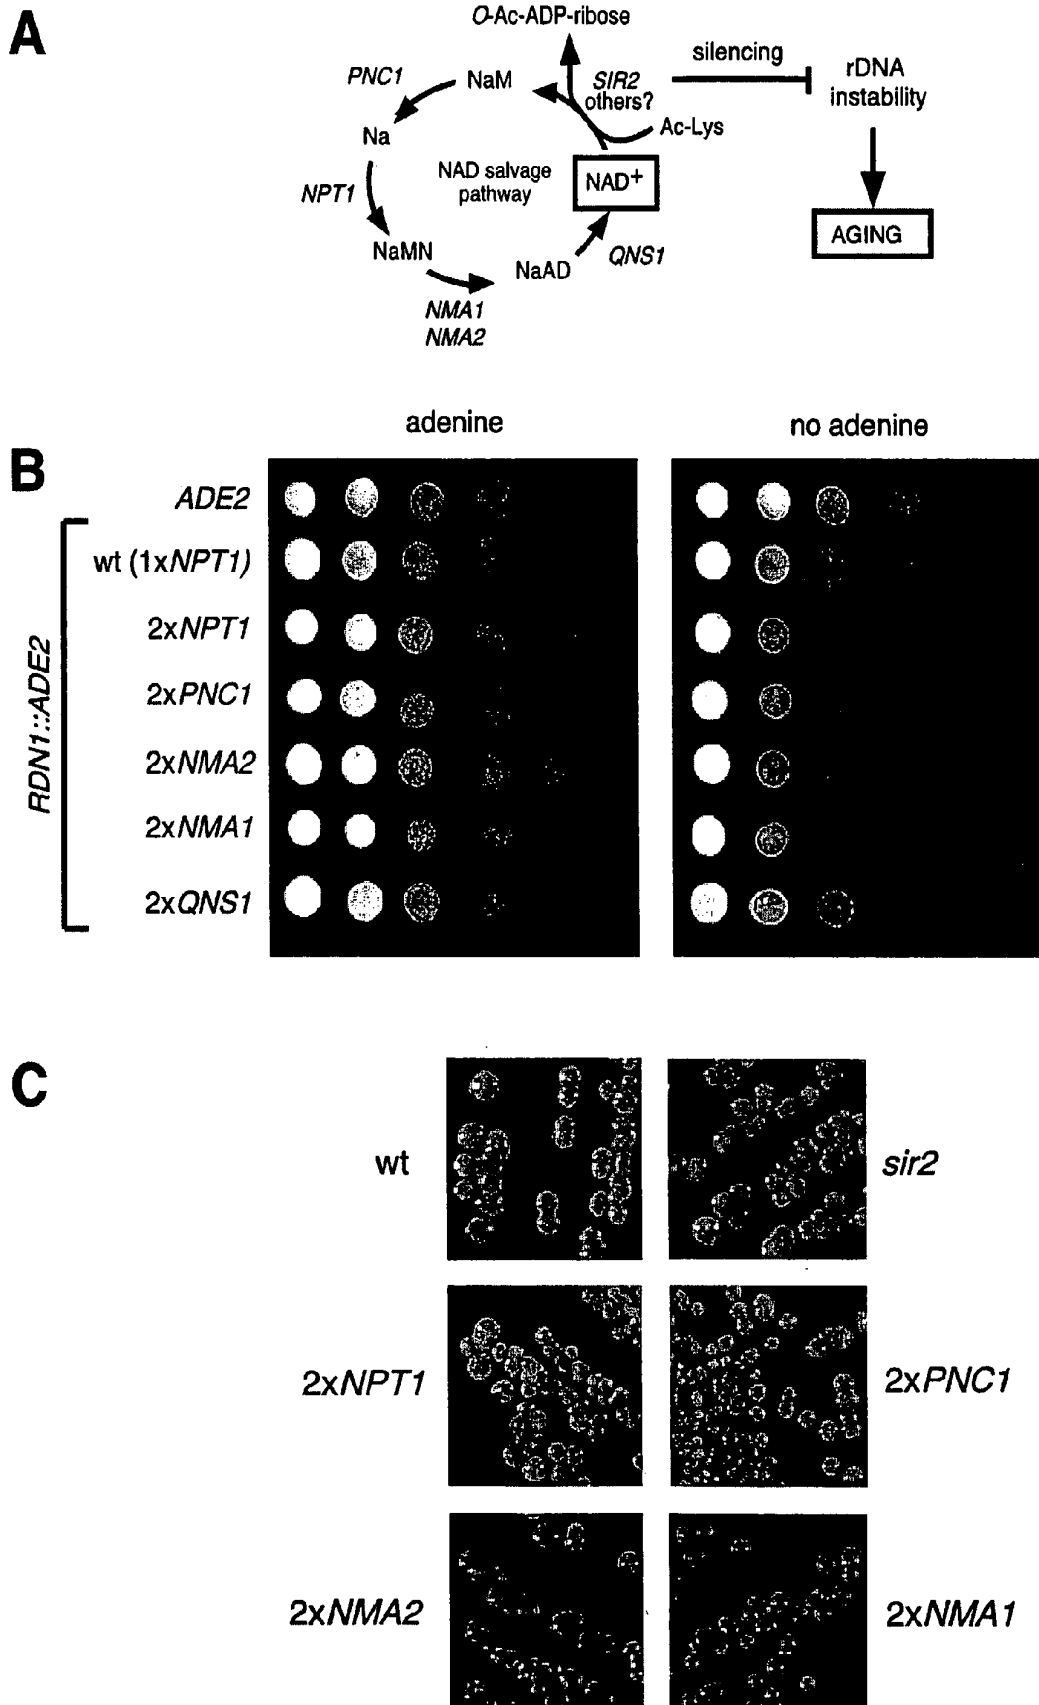 A
O-Ac-ADP-ribose
PNC1
NaM
SIR2
others?
silencing
rDNA
instability
Na
Ac-Lys
NAD salvage
pathway
NAD+
NPT1
NaMN
NaAD
QNS1
AGING
NMA1
NMA2
B
adenine
no adenine
RDN1::ADE2
ADE2
wt (1xNPT1)
2xNPT1
2xPNC1
2xNMA2
2xNMA1
2xQNS1
C
wt
sir2
2xNPT1
2xPNC1
2xNMA2
2xNMA1